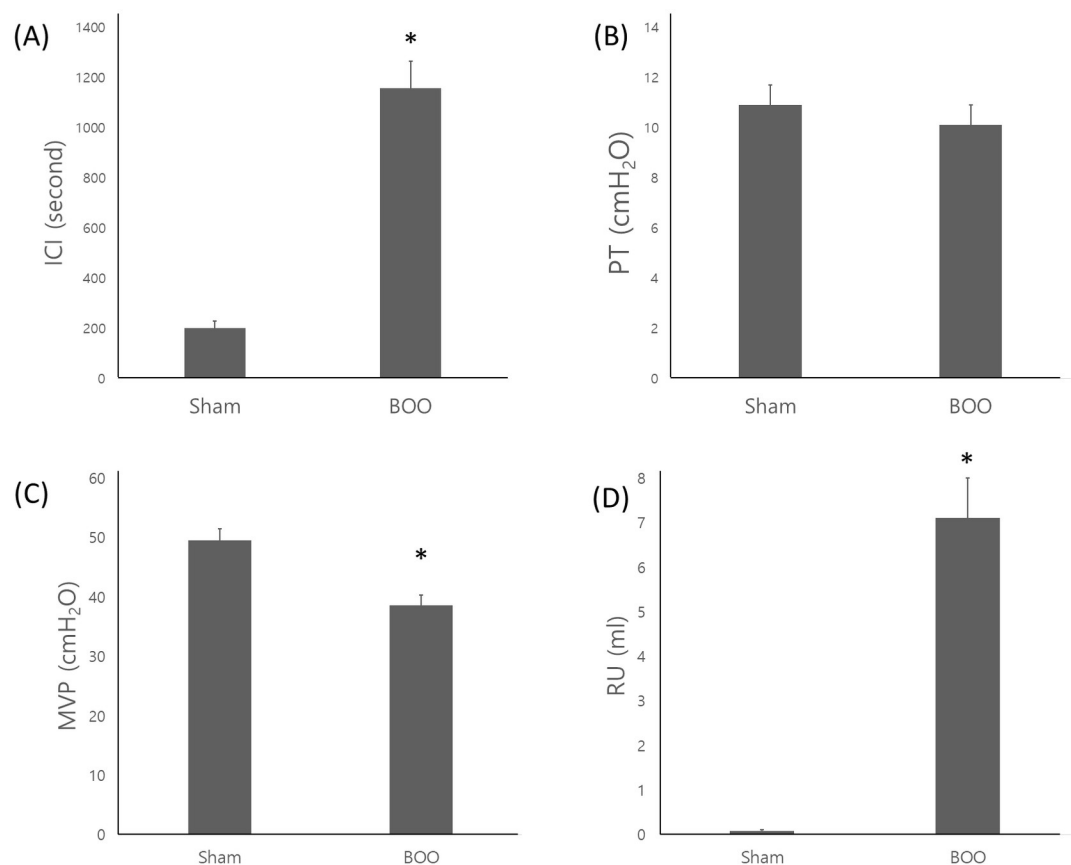 (A)
ICI (second)
1400
1200
1000
800
600
400
200
0
*
Sham BOO
(B)
PT (cmH₂O)
14
12
10
8
6
4
2
0
Sham BOO
(C)
MVP (cmH₂O)
60
50
40
30
20
10
0
*
Sham BOO
(D)
RU (ml)
8
7
6
5
4
3
2
1
0
*
Sham BOO